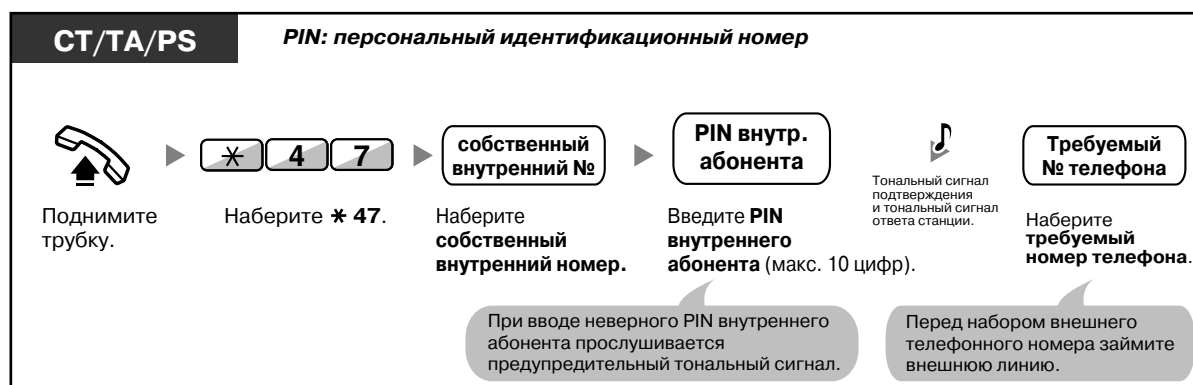 СТ/ТА/PS
PIN: персональный идентификационный номер
Поднимите
трубку.
✳ 4 7
Наберите ✳ 47.
собственный
внутренний №
Наберите
собственный
внутренний номер.
PIN внутр.
абонента
Введите PIN
внутреннего
абонента (макс. 10 цифр).
При вводе неверного PIN внутреннего
абонента прослушивается
предупредительный тональный сигнал.
Тональный сигнал
подтверждения
и тональный сигнал
ответа станции.
Требуемый
№ телефона
Наберите
требуемый
номер телефона.
Перед набором внешнего
телефонного номера займите
внешнюю линию.